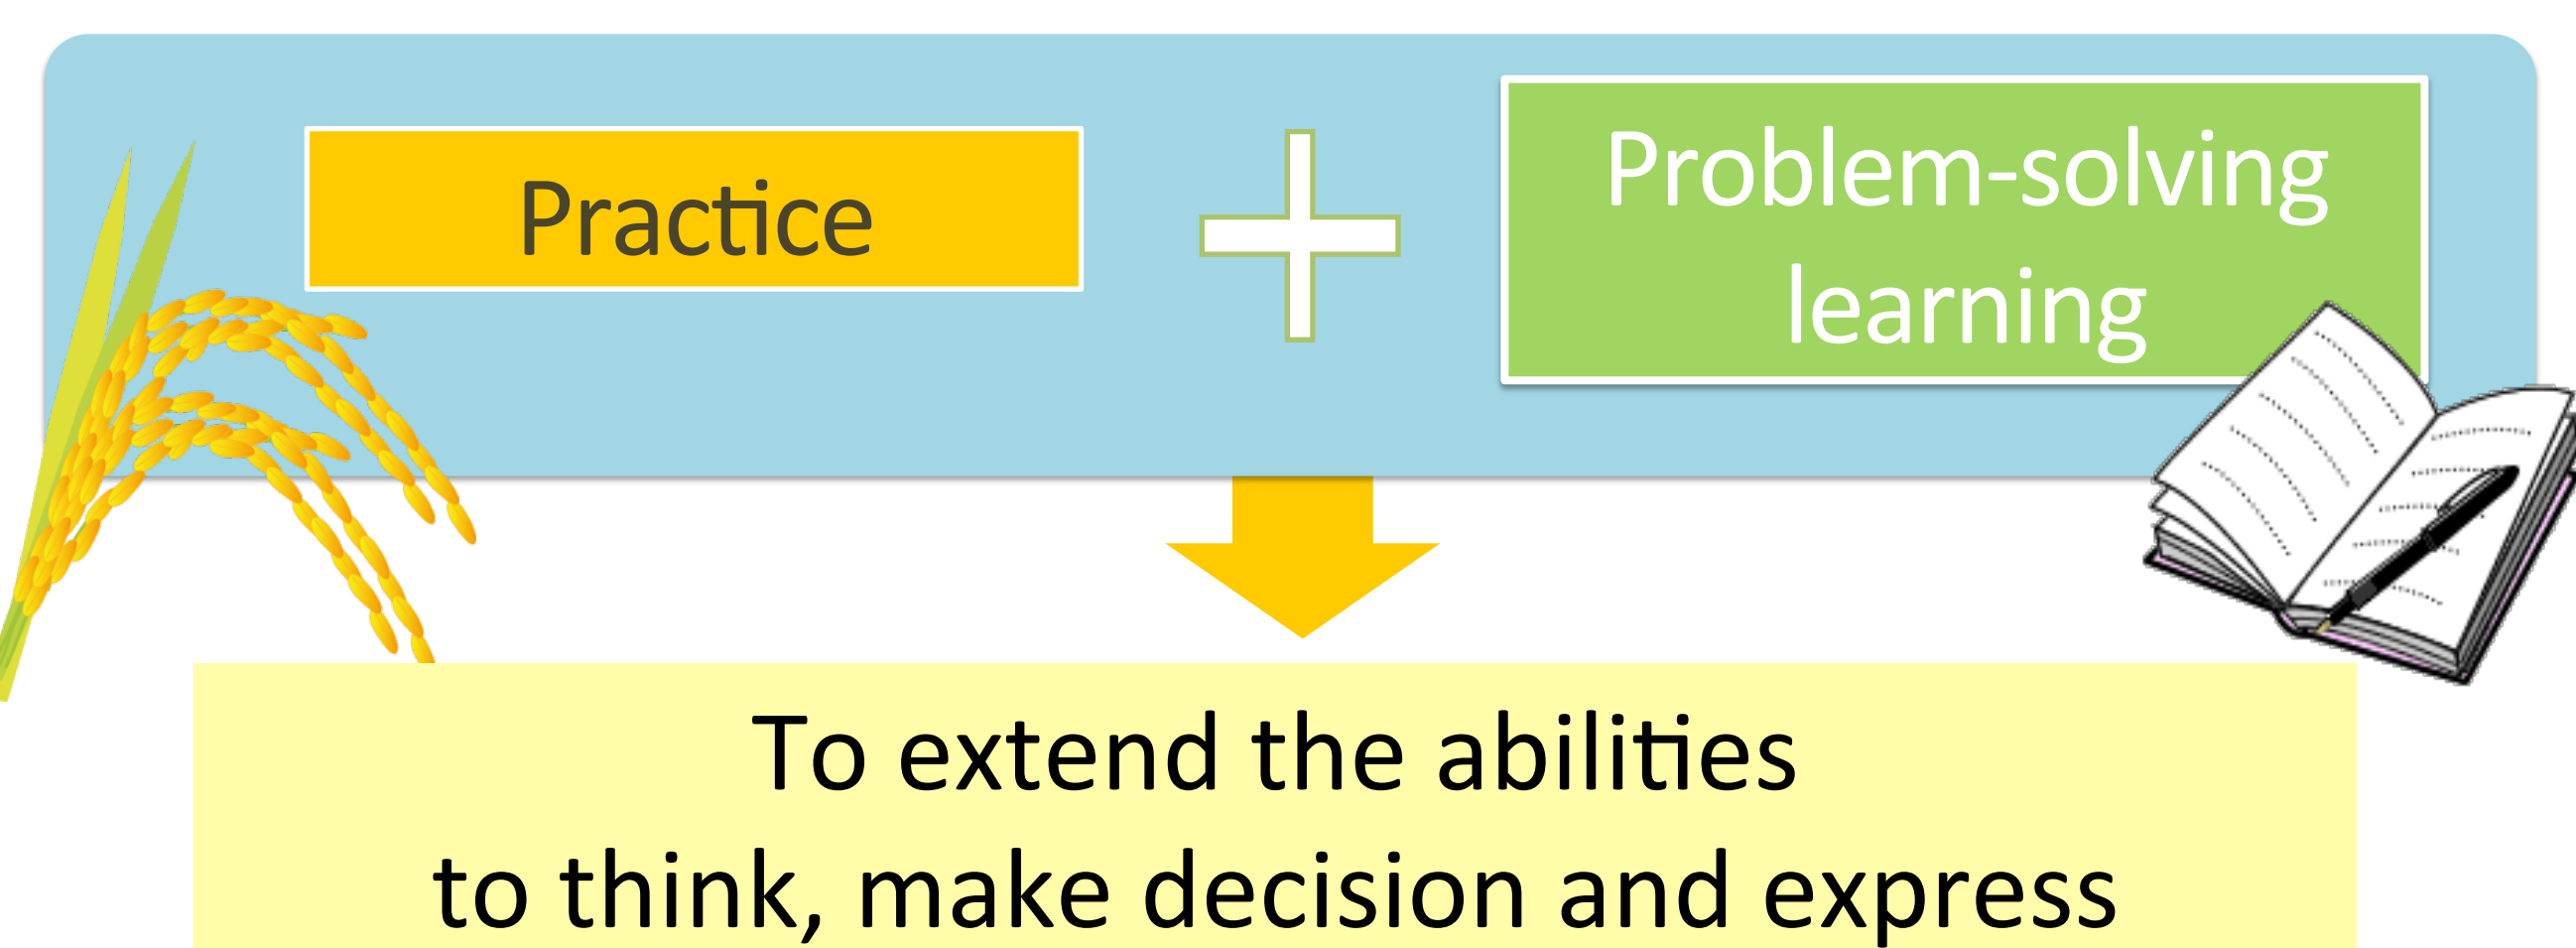 Practice
Problem-solving
learning
To extend the abilities
to think, make decision and express